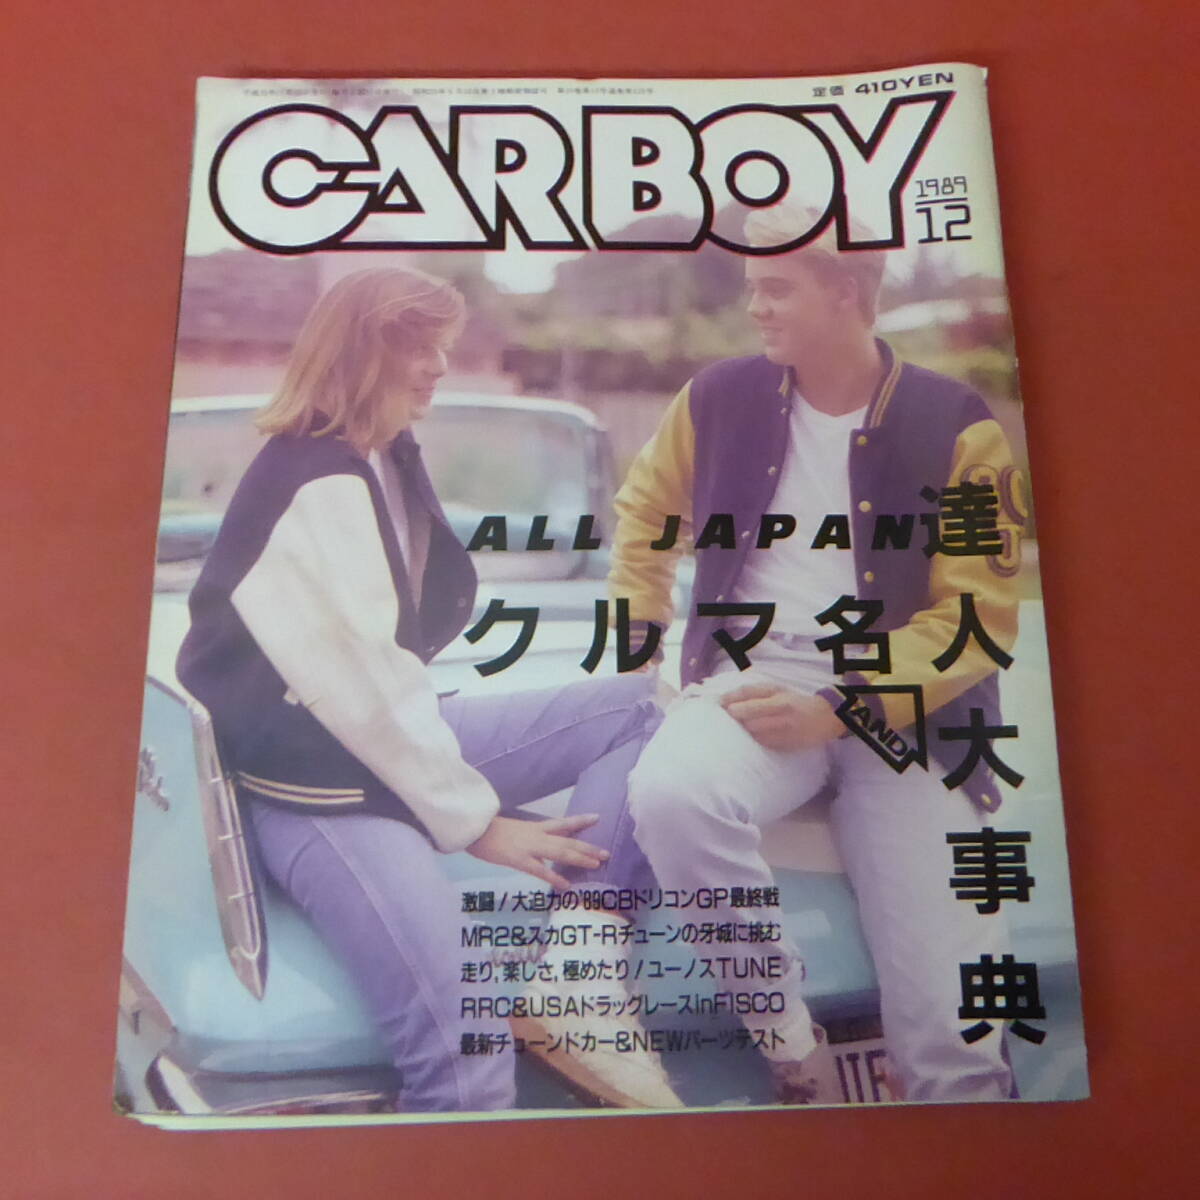 定価 410YEN
CAR BOY
1989
12
ALL JAPAN
クルマ名人
AND
達人大事典
激闘!大迫力の'89CBドリコンGP最終戦
MR2&スカGT-Rチューンの牙城に挑む
走り,楽しさ,極めたり!ユーノスTUNE
RRC&USAドラッグレースinFISCO
最新チューンドカー&NEWパーツテスト